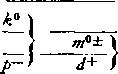 k⁰
m⁰±
p⁻ d⁺